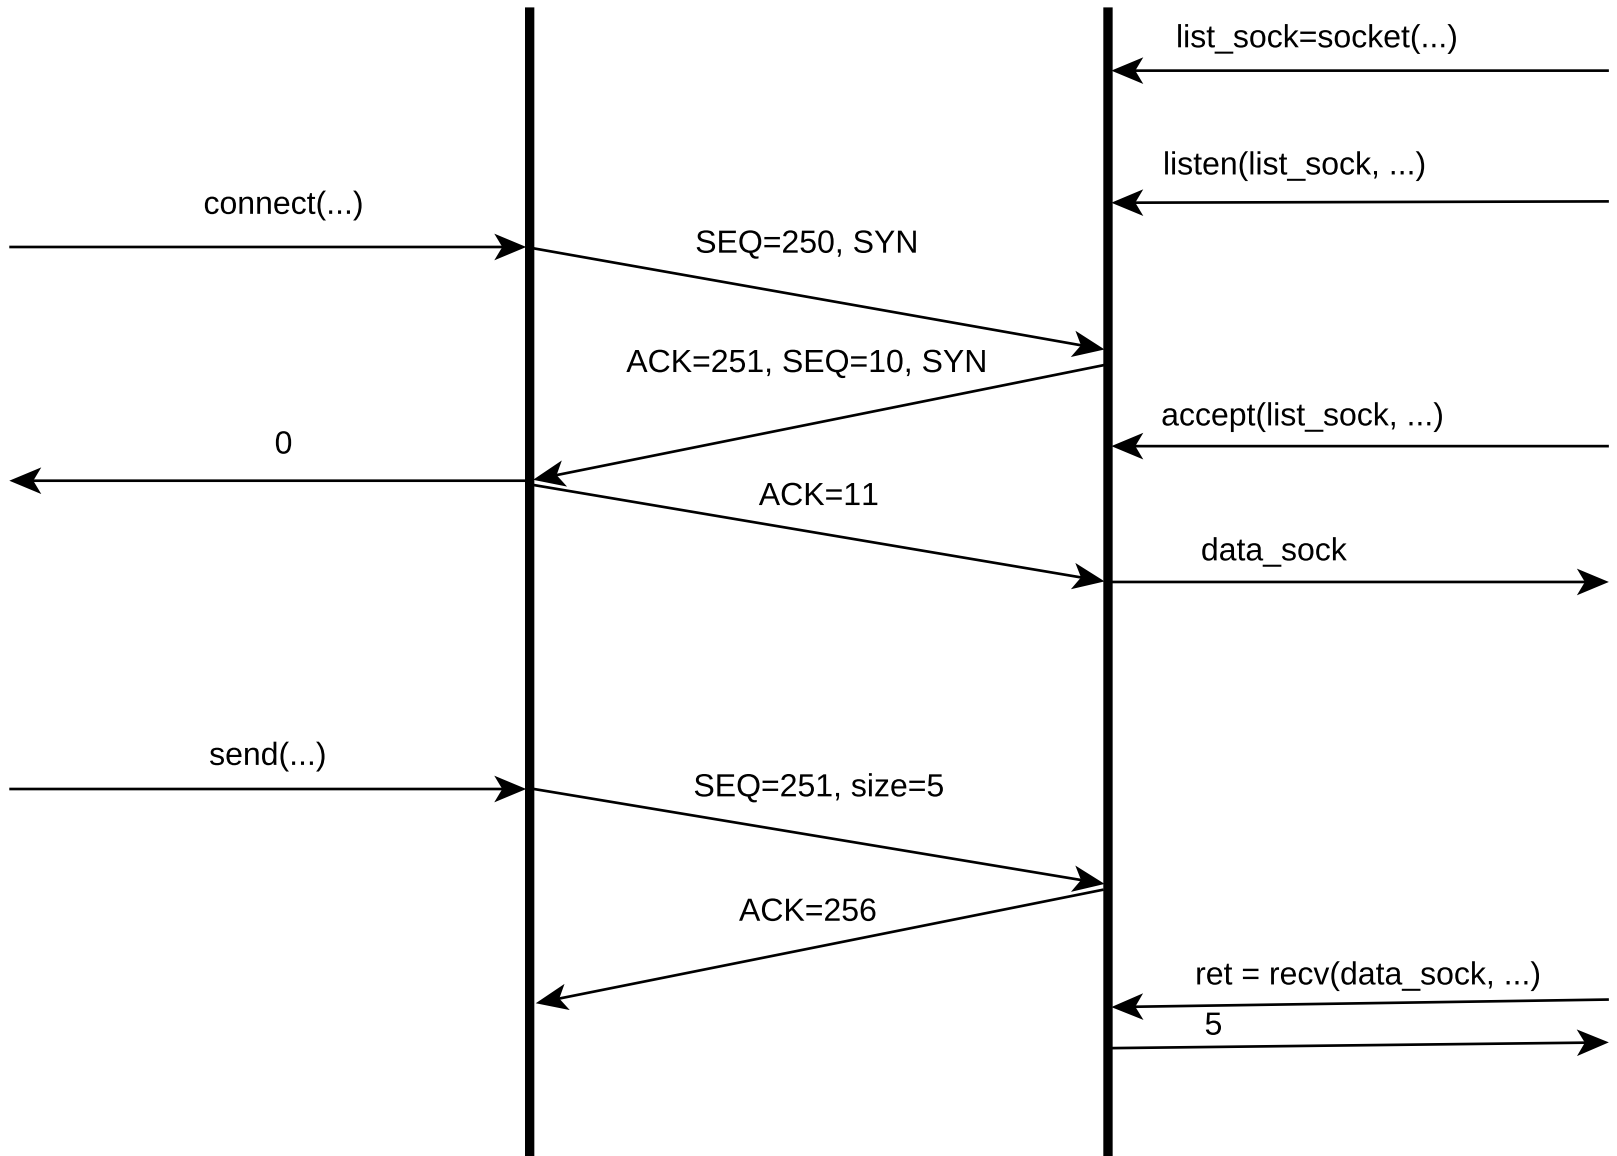 list_sock=socket(...)
listen(list_sock, ...)
connect(...)
SEQ=250, SYN
ACK=251, SEQ=10, SYN
accept(list_sock, ...)
0
ACK=11
data_sock
send(...)
SEQ=251, size=5
ACK=256
ret = recv(data_sock, ...)
5